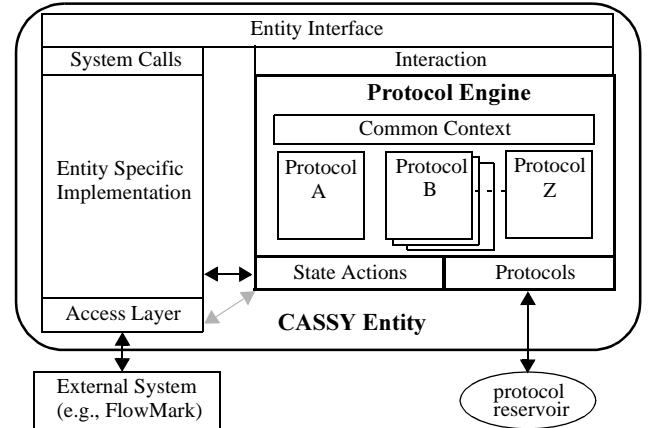 Entity Interface
System Calls
Interaction
Protocol Engine
Common Context
Entity Specific
Implementation
Protocol
A
Protocol
B
Protocol
Z
State Actions
Protocols
Access Layer
CASSY Entity
External System
(e.g., FlowMark)
protocol
reservoir